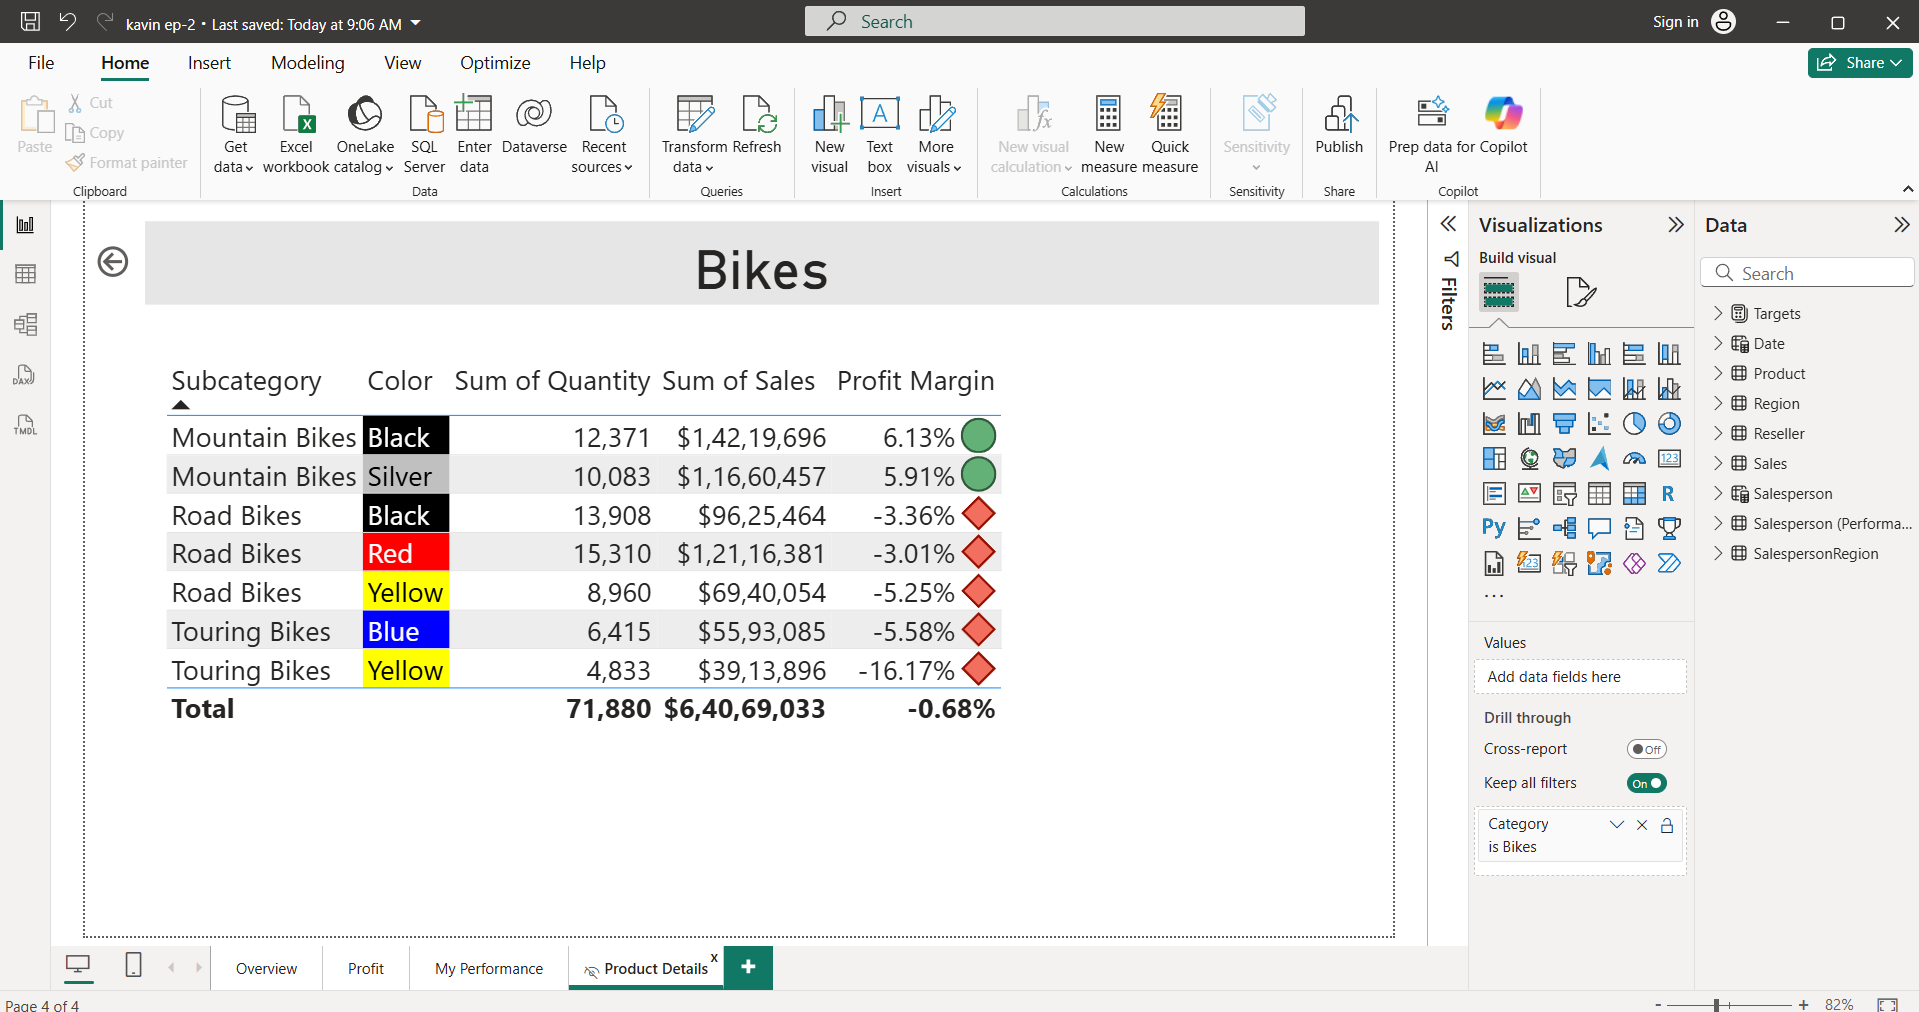 kavin ep-2 • Last saved: Today at 9:06 AM
Search
Sign in
File Home Insert Modeling View Optimize Help
Share
Paste
Cut
Copy
Format painter
Clipboard
Get data
Excel workbook
OneLake catalog
SQL Server
Enter data
Dataverse
Recent sources
Data
Transform data
Refresh
Queries
New visual
Text box
More visuals
Insert
New visual calculation
New measure
Quick measure
Calculations
Sensitivity
Sensitivity
Publish
Share
Prep data for AI
Copilot
Copilot
Bikes
Subcategory Color Sum of Quantity Sum of Sales Profit Margin
Mountain Bikes Black 12,371 $1,42,19,696 6.13%
Mountain Bikes Silver 10,083 $1,16,60,457 5.91%
Road Bikes Black 13,908 $96,25,464 -3.36%
Road Bikes Red 15,310 $1,21,16,381 -3.01%
Road Bikes Yellow 8,960 $69,40,054 -5.25%
Touring Bikes Blue 6,415 $55,93,085 -5.58%
Touring Bikes Yellow 4,833 $39,13,896 -16.17%
Total 71,880 $6,40,69,033 -0.68%
DAX
TMDL
Filters
Visualizations
Build visual
123
R
Py
123
...
Values
Add data fields here
Drill through
Cross-report Off
Keep all filters On
Category
is Bikes
Data
Search
Targets
Date
Product
Region
Reseller
Sales
Salesperson
Salesperson (Performa...
SalespersonRegion
Overview Profit My Performance Product Details x +
Page 4 of 4
- + 82%